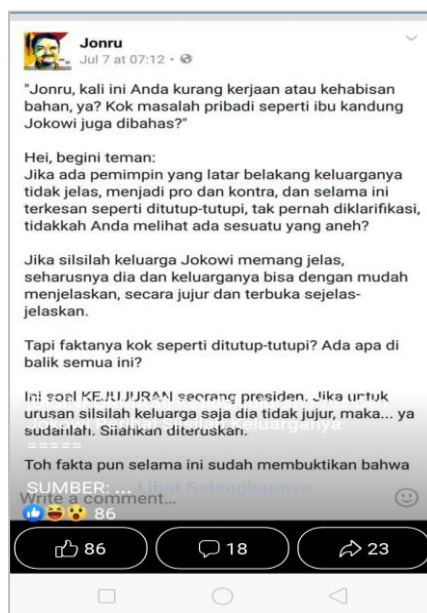 Jonru
Jul 7 at 07:12 •
"Jonru, kali ini Anda kurang kerjaan atau kehabisan
bahan, ya? Kok masalah pribadi seperti ibu kandung
Jokowi juga dibahas?"
Hei, begini teman:
Jika ada pemimpin yang latar belakang keluarganya
tidak jelas, menjadi pro dan kontra, dan selama ini
terkesan seperti ditutup-tutupi, tak pernah diklarifikasi,
tidakkah Anda melihat ada sesuatu yang aneh?
Jika silsilah keluarga Jokowi memang jelas,
seharusnya dia dan keluarganya bisa dengan mudah
menjelaskan, secara jujur dan terbuka sejelas-
jelaskan.
Tapi faktanya kok seperti ditutup-tutupi? Ada apa di
balik semua ini?
Ini soal KEJUJURAN seorang presiden. Jika untuk
urusan silsilah keluarga saja dia tidak jujur, maka... ya
Jokowi Perihal Silsilah Keluarganya
sudahlah. Silahkan diteruskan.
=====
Toh fakta pun selama ini sudah membuktikan bahwa
SUMBER: ... Lihat Selengkapnya
Write a comment...
86
86
18
23